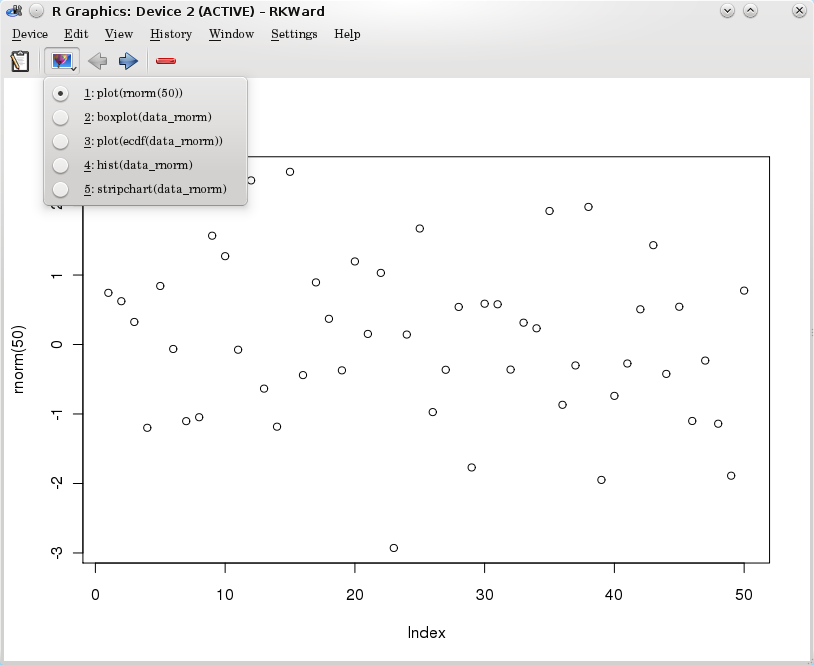 R Graphics: Device 2 (ACTIVE) – RKWard
Device Edit View History Window Settings Help
1: plot(rnorm(50))
2: boxplot(data_rnorm)
3: plot(ecdf(data_rnorm))
4: hist(data_rnorm)
5: stripchart(data_rnorm)
2
1
0
-1
-2
-3
rnorm(50)
0 10 20 30 40 50
Index